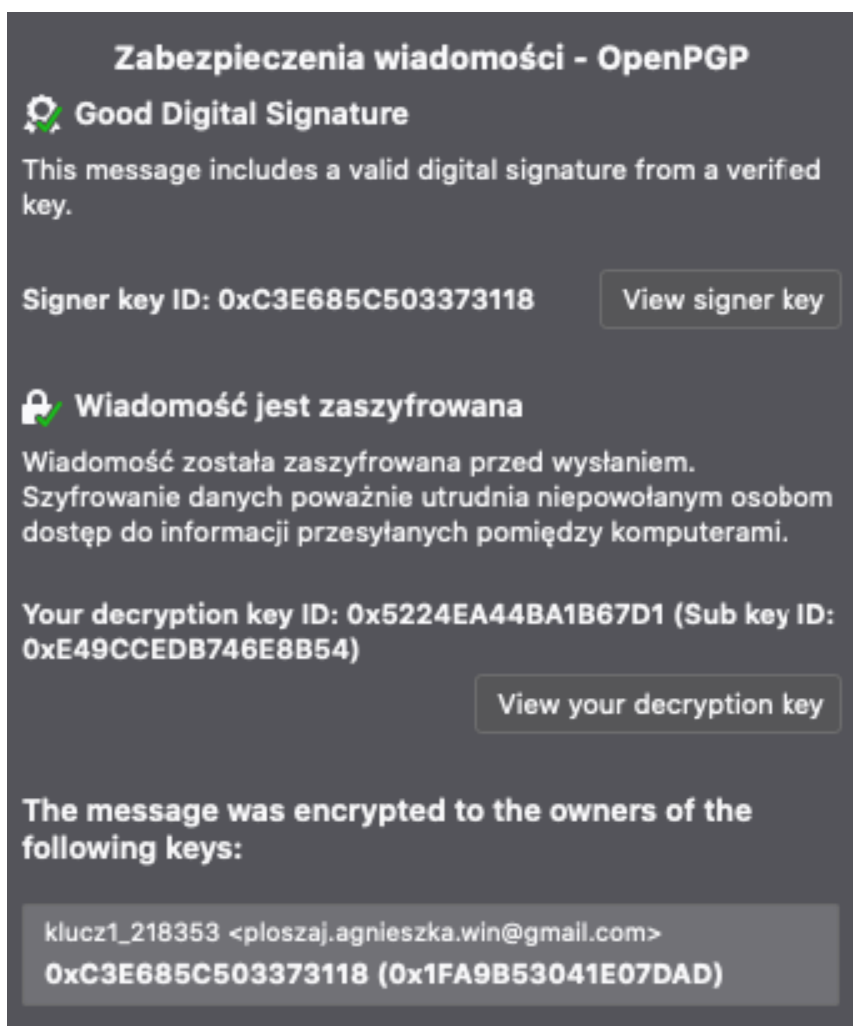 Zabezpieczenia wiadomości - OpenPGP
Good Digital Signature
This message includes a valid digital signature from a verified
key.
Signer key ID: 0xC3E685C503373118
View signer key
Wiadomość jest zaszyfrowana
Wiadomość została zaszyfrowana przed wysłaniem.
Szyfrowanie danych poważnie utrudnia niepowołanym osobom
dostęp do informacji przesyłanych pomiędzy komputerami.
Your decryption key ID: 0x5224EA44BA1B67D1 (Sub key ID:
0xE49CCEDB746E8B54)
View your decryption key
The message was encrypted to the owners of the
following keys:
klucz1_218353 <ploszaj.agnieszka.win@gmail.com>
0xC3E685C503373118 (0x1FA9B53041E07DAD)